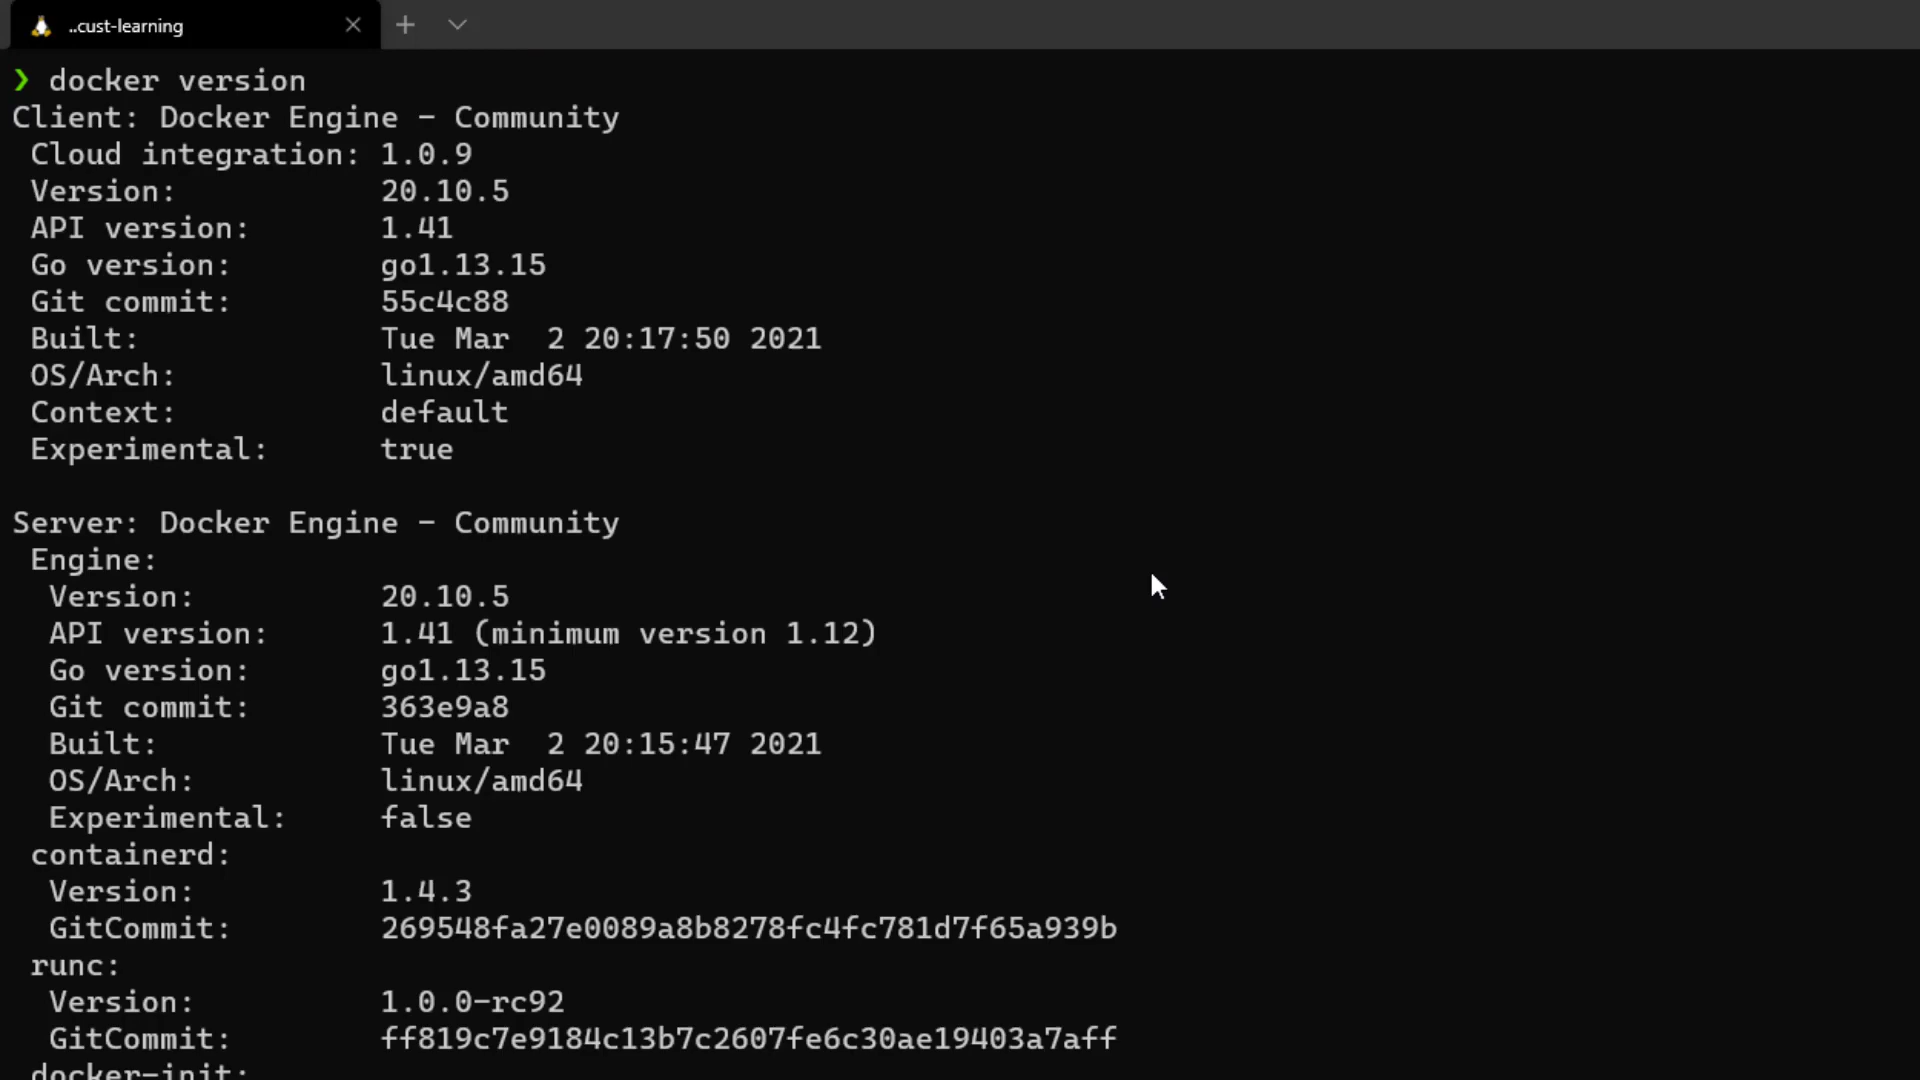 ..cust-learning
❯ docker version
Client: Docker Engine - Community
Cloud integration: 1.0.9
Version: 20.10.5
API version: 1.41
Go version: go1.13.15
Git commit: 55c4c88
Built: Tue Mar  2 20:17:50 2021
OS/Arch: linux/amd64
Context: default
Experimental: true
Server: Docker Engine - Community
Engine:
Version: 20.10.5
API version: 1.41 (minimum version 1.12)
Go version: go1.13.15
Git commit: 363e9a8
Built: Tue Mar  2 20:15:47 2021
OS/Arch: linux/amd64
Experimental: false
containerd:
Version: 1.4.3
GitCommit: 269548fa27e0089a8b8278fc4fc781d7f65a939b
runc:
Version: 1.0.0-rc92
GitCommit: ff819c7e9184c13b7c2607fe6c30ae19403a7aff
docker-init: